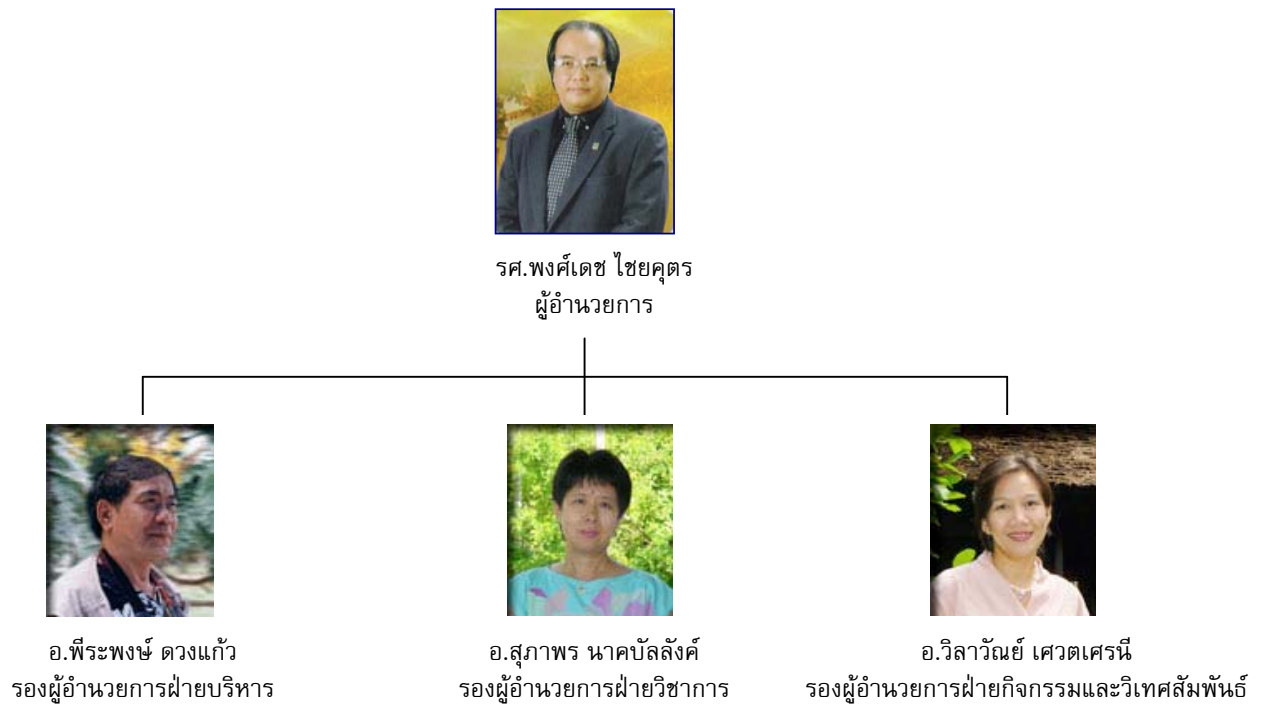 รศ.พงศ์เดช ไชยคุตร
ผู้อำนวยการ
อ.พีระพงษ์ ดวงแก้ว
รองผู้อำนวยการฝ่ายบริหาร
อ.สุภาพร นาคบัลลังค์
รองผู้อำนวยการฝ่ายวิชาการ
อ.วิลาวัณย์ เศวตเศรนี
รองผู้อำนวยการฝ่ายกิจกรรมและวิเทศสัมพันธ์